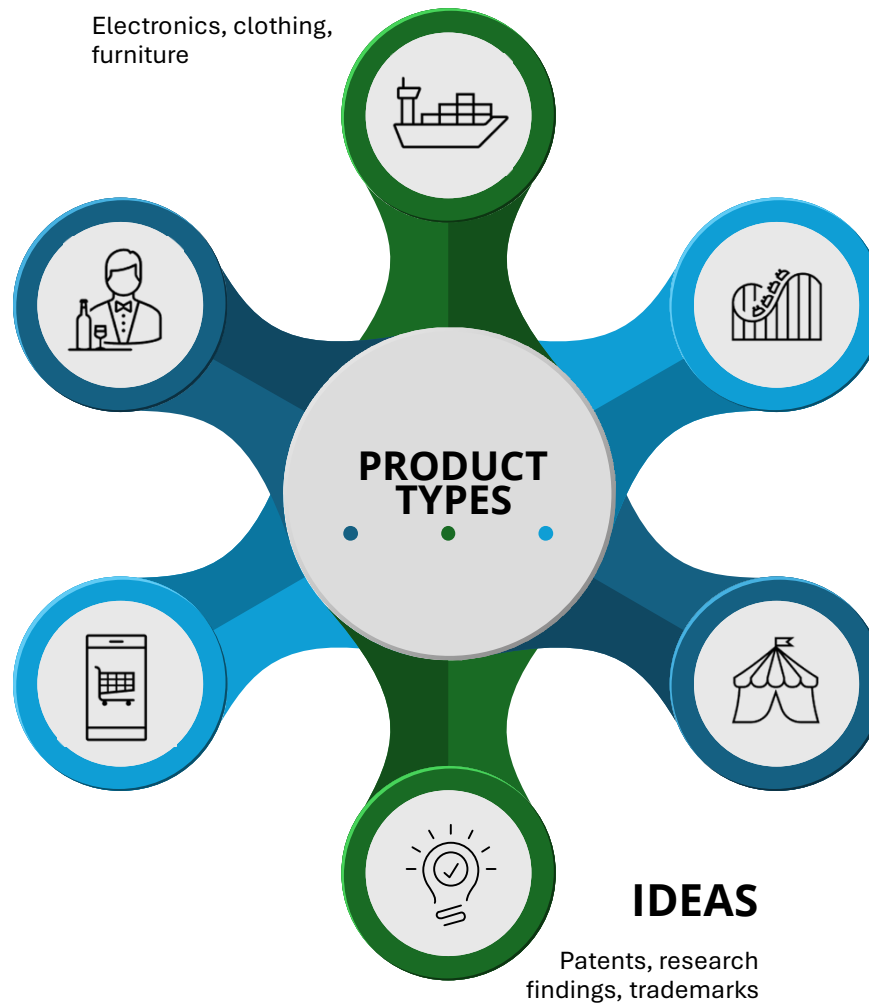 Electronics, clothing,
furniture
PRODUCT
TYPES
IDEAS
Patents, research
findings, trademarks